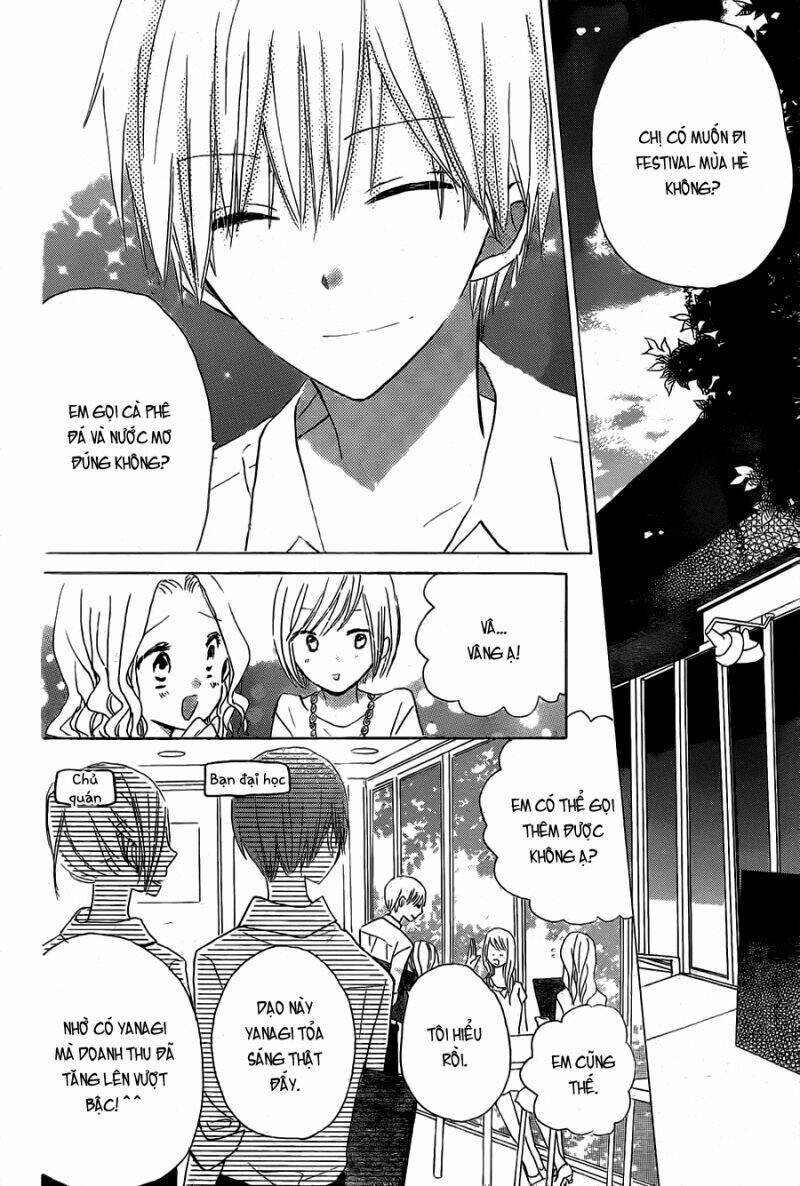 CHỊ CÓ MUỐN ĐI
FESTIVAL MÙA HÈ
KHÔNG?
EM GỌI CÀ PHÊ
ĐÁ VÀ NƯỚC MƠ
ĐÚNG KHÔNG?
VÂ...
VÂNG Ạ!
EM CÓ THỂ GỌI
THÊM ĐƯỢC
KHÔNG Ạ?
EM CŨNG
THẾ.
Bạn đại học
Chủ
quán
TÔI HIỂU
RỒI.
DẠO NÀY
YANAGI TỎA
SÁNG THẬT
ĐẤY.
NHỜ CÓ YANAGI
MÀ DOANH THU ĐÃ
TĂNG LÊN VƯỢT
BẬC!^^